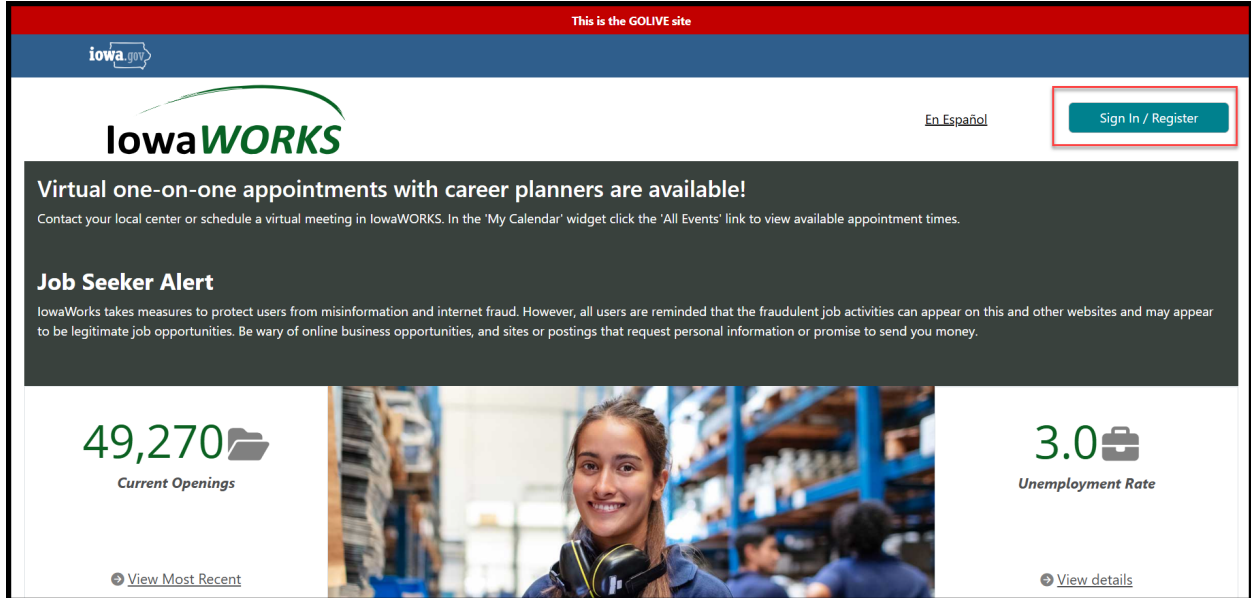 This is the GOLIVE site
iowa.gov
IowaWORKS
En Español
Sign In / Register
Virtual one-on-one appointments with career planners are available!
Contact your local center or schedule a virtual meeting in IowaWORKS. In the 'My Calendar' widget click the 'All Events' link to view available appointment times.
Job Seeker Alert
IowaWorks takes measures to protect users from misinformation and internet fraud. However, all users are reminded that the fraudulent job activities can appear on this and other websites and may appear
to be legitimate job opportunities. Be wary of online business opportunities, and sites or postings that request personal information or promise to send you money.
49,270
Current Openings
View Most Recent
3.0
Unemployment Rate
View details